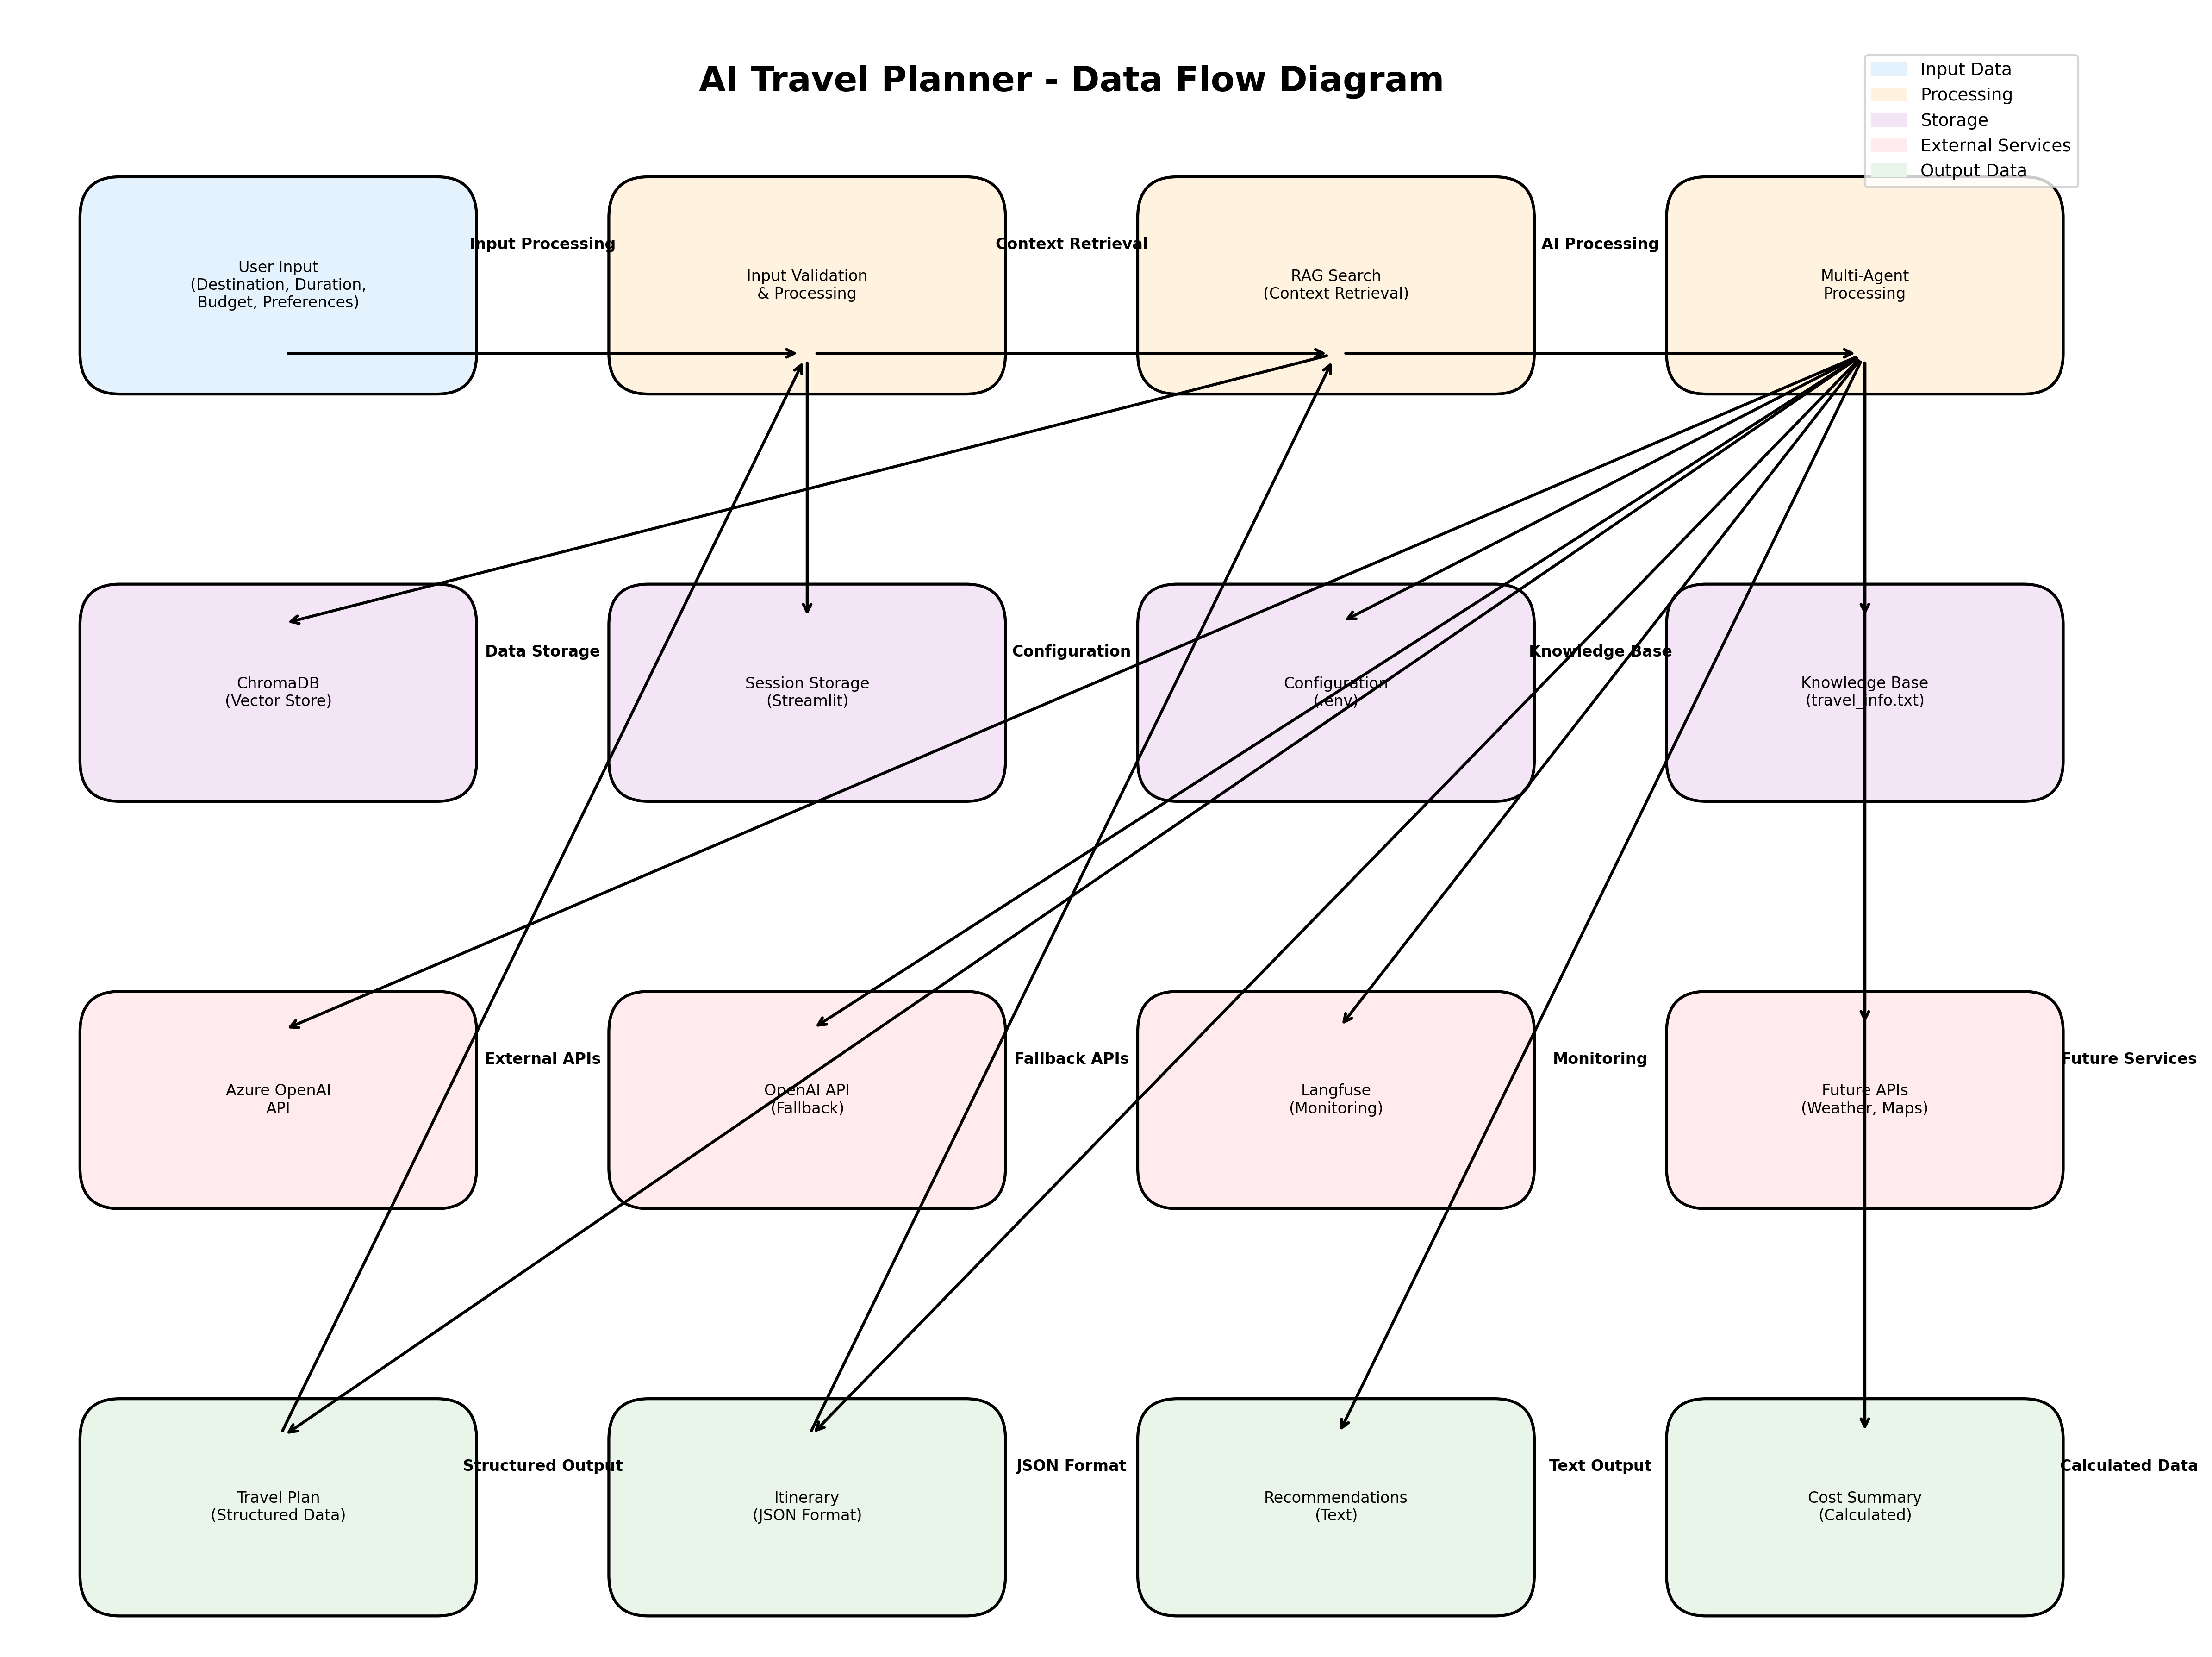 AI Travel Planner - Data Flow Diagram
Input Data
Processing
Storage
External Services
Output Data
User Input
(Destination, Duration,
Budget, Preferences)
Input Processing
Input Validation
& Processing
Context Retrieval
RAG Search
(Context Retrieval)
AI Processing
Multi-Agent
Processing
ChromaDB
(Vector Store)
Data Storage
Session Storage
(Streamlit)
Configuration
Configuration
(.env)
Knowledge Base
Knowledge Base
(travel_info.txt)
Azure OpenAI
API
External APIs
OpenAI API
(Fallback)
Fallback APIs
Langfuse
(Monitoring)
Monitoring
Future APIs
(Weather, Maps)
Future Services
Travel Plan
(Structured Data)
Structured Output
Itinerary
(JSON Format)
JSON Format
Recommendations
(Text)
Text Output
Cost Summary
(Calculated)
Calculated Data